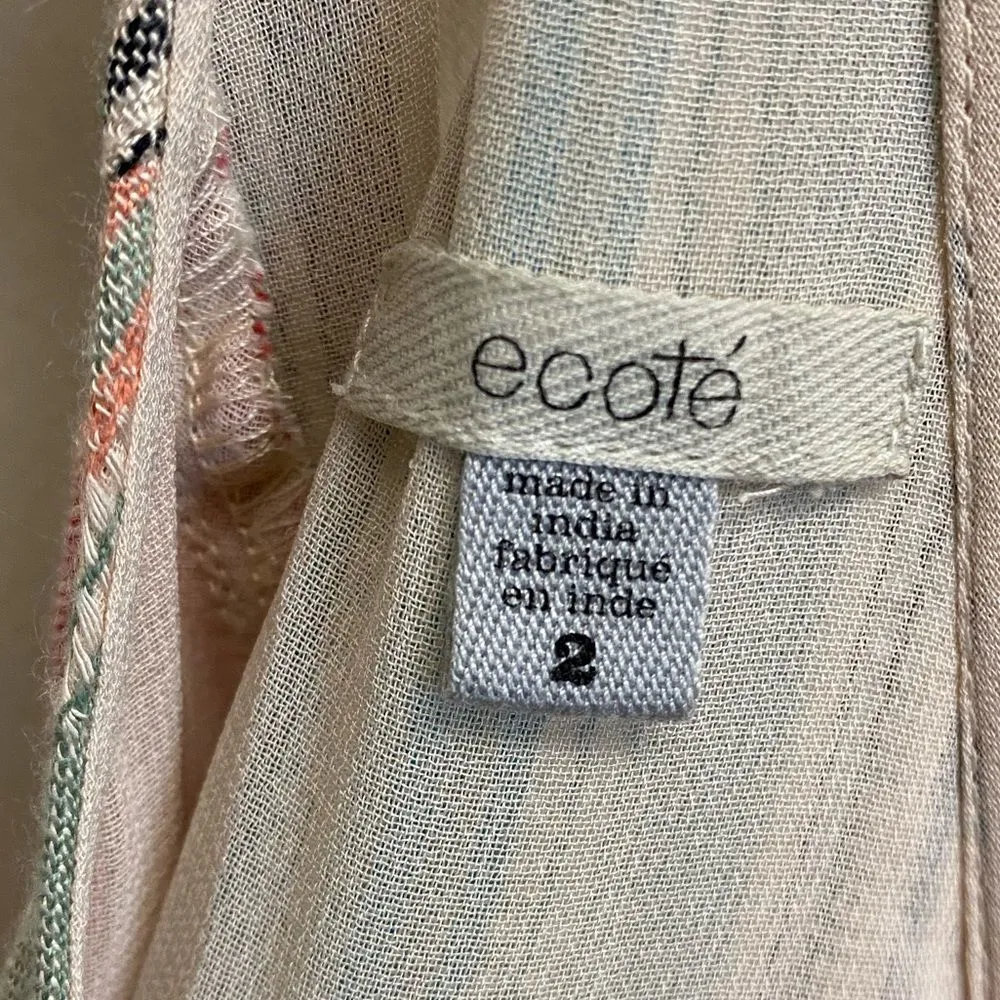 ecoté
made in
india
fabriqué
en inde
2